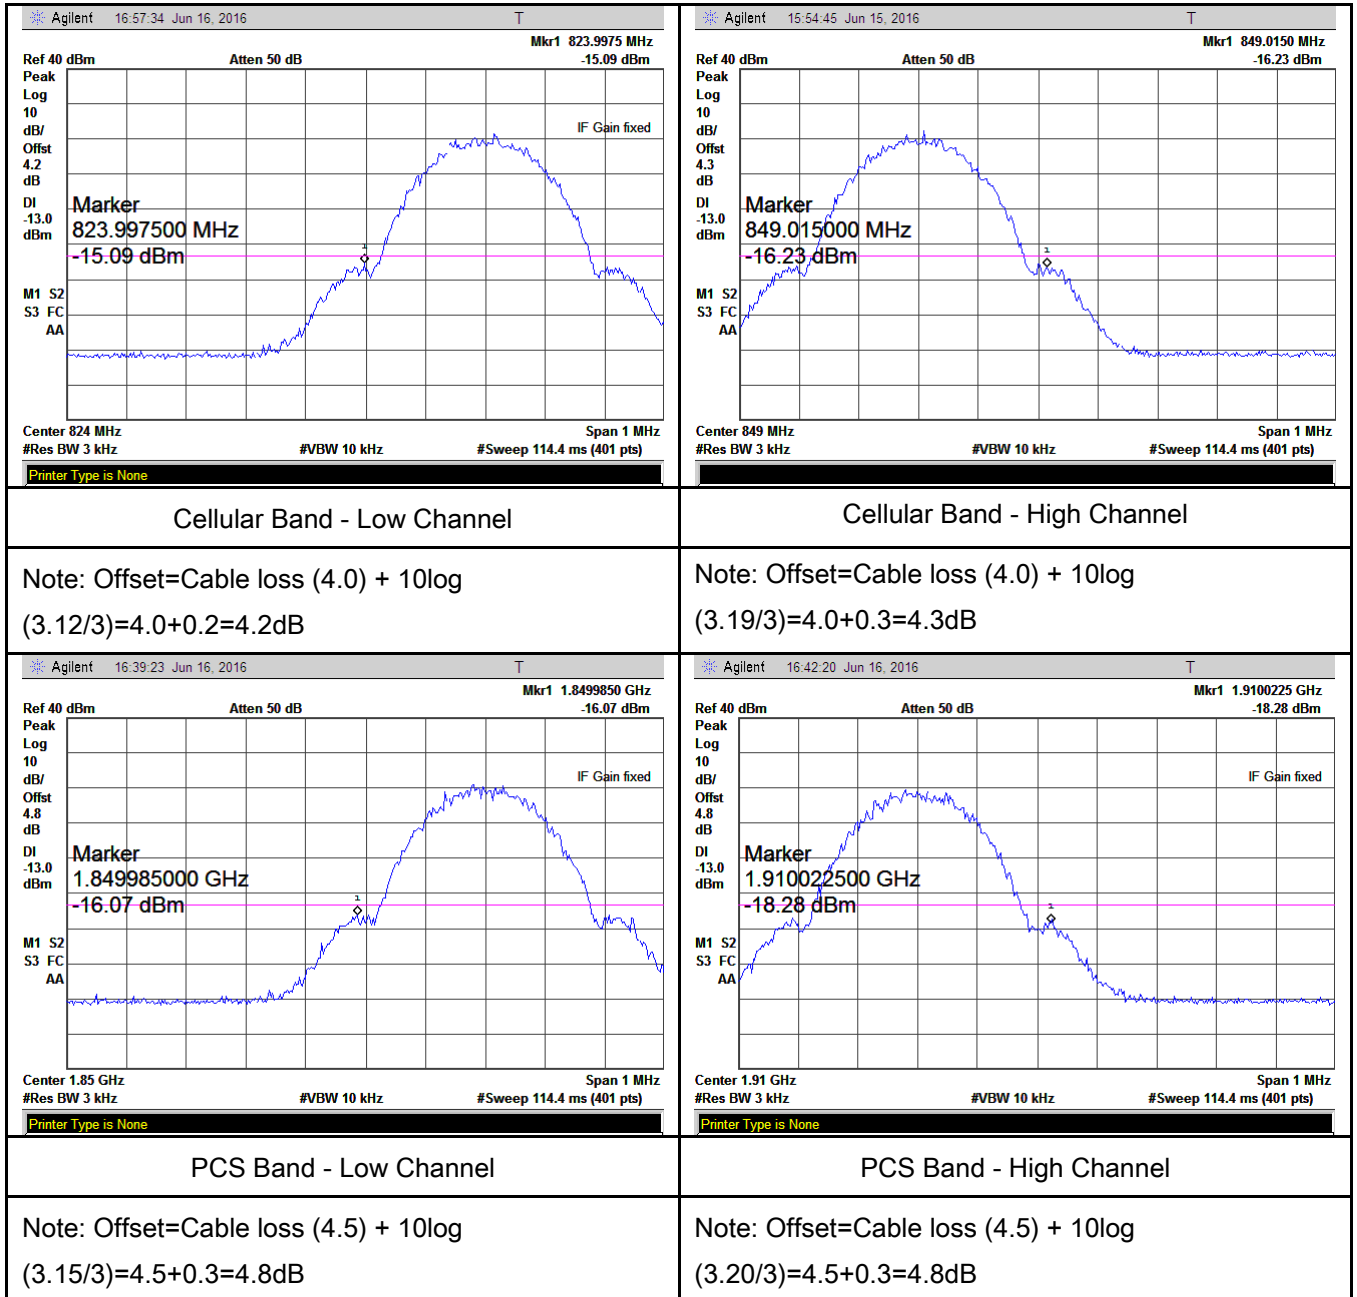 Agilent 16:57:34 Jun 16, 2016 T
Mkr1 823.9975 MHz
Ref 40 dBm Atten 50 dB -15.09 dBm
Peak
Log
10
dB/
IF Gain fixed
Offst
4.2
dB
DI
-13.0
dBm
Marker
823.997500 MHz
-15.09 dBm
1
M1 S2
S3 FC
AA
Center 824 MHz Span 1 MHz
#Res BW 3 kHz #VBW 10 kHz #Sweep 114.4 ms (401 pts)
Printer Type is None
Agilent 15:54:45 Jun 15, 2016 T
Mkr1 849.0150 MHz
Ref 40 dBm Atten 50 dB -16.23 dBm
Peak
Log
10
dB/
Offst
4.3
dB
DI
-13.0
dBm
Marker
849.015000 MHz
-16.23 dBm
1
M1 S2
S3 FC
AA
Center 849 MHz Span 1 MHz
#Res BW 3 kHz #VBW 10 kHz #Sweep 114.4 ms (401 pts)
Cellular Band - Low Channel
Cellular Band - High Channel
Note: Offset=Cable loss (4.0) + 10log
(3.12/3)=4.0+0.2=4.2dB
Note: Offset=Cable loss (4.0) + 10log
(3.19/3)=4.0+0.3=4.3dB
Agilent 16:39:23 Jun 16, 2016 T
Mkr1 1.8499850 GHz
Ref 40 dBm Atten 50 dB -16.07 dBm
Peak
Log
10
dB/
IF Gain fixed
Offst
4.8
dB
DI
-13.0
dBm
Marker
1.849985000 GHz
-16.07 dBm
1
M1 S2
S3 FC
AA
Center 1.85 GHz Span 1 MHz
#Res BW 3 kHz #VBW 10 kHz #Sweep 114.4 ms (401 pts)
Printer Type is None
Agilent 16:42:20 Jun 16, 2016 T
Mkr1 1.9100225 GHz
Ref 40 dBm Atten 50 dB -18.28 dBm
Peak
Log
10
dB/
IF Gain fixed
Offst
4.8
dB
DI
-13.0
dBm
Marker
1.910022500 GHz
-18.28 dBm
1
M1 S2
S3 FC
AA
Center 1.91 GHz Span 1 MHz
#Res BW 3 kHz #VBW 10 kHz #Sweep 114.4 ms (401 pts)
Printer Type is None
PCS Band - Low Channel
PCS Band - High Channel
Note: Offset=Cable loss (4.5) + 10log
(3.15/3)=4.5+0.3=4.8dB
Note: Offset=Cable loss (4.5) + 10log
(3.20/3)=4.5+0.3=4.8dB